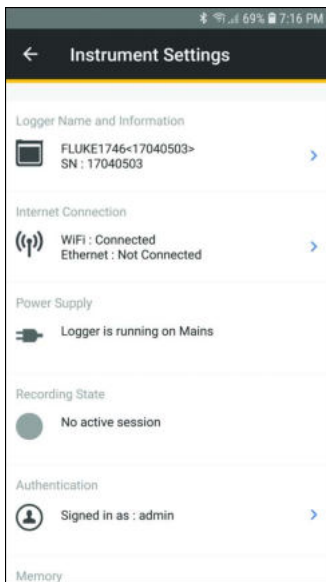 69% 7:16 PM
Instrument Settings
Logger Name and Information
FLUKE1746<17040503>
SN : 17040503
Internet Connection
WiFi : Connected
Ethernet : Not Connected
Power Supply
Logger is running on Mains
Recording State
No active session
Authentication
Signed in as : admin
Memory